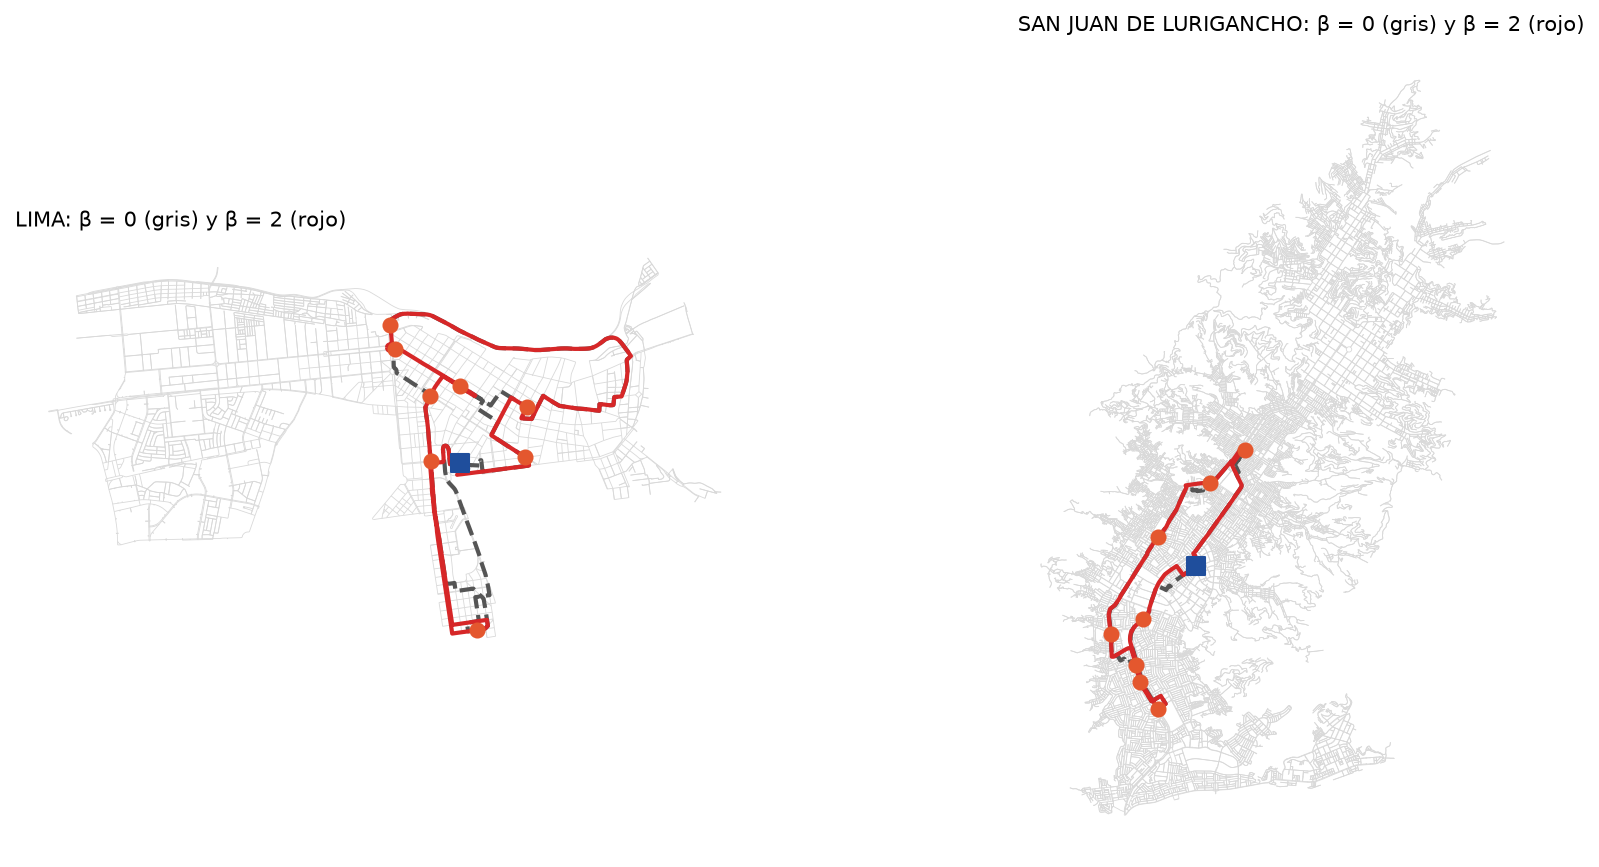 SAN JUAN DE LURIGANCHO: β = 0 (gris) y β = 2 (rojo)
LIMA: β = 0 (gris) y β = 2 (rojo)